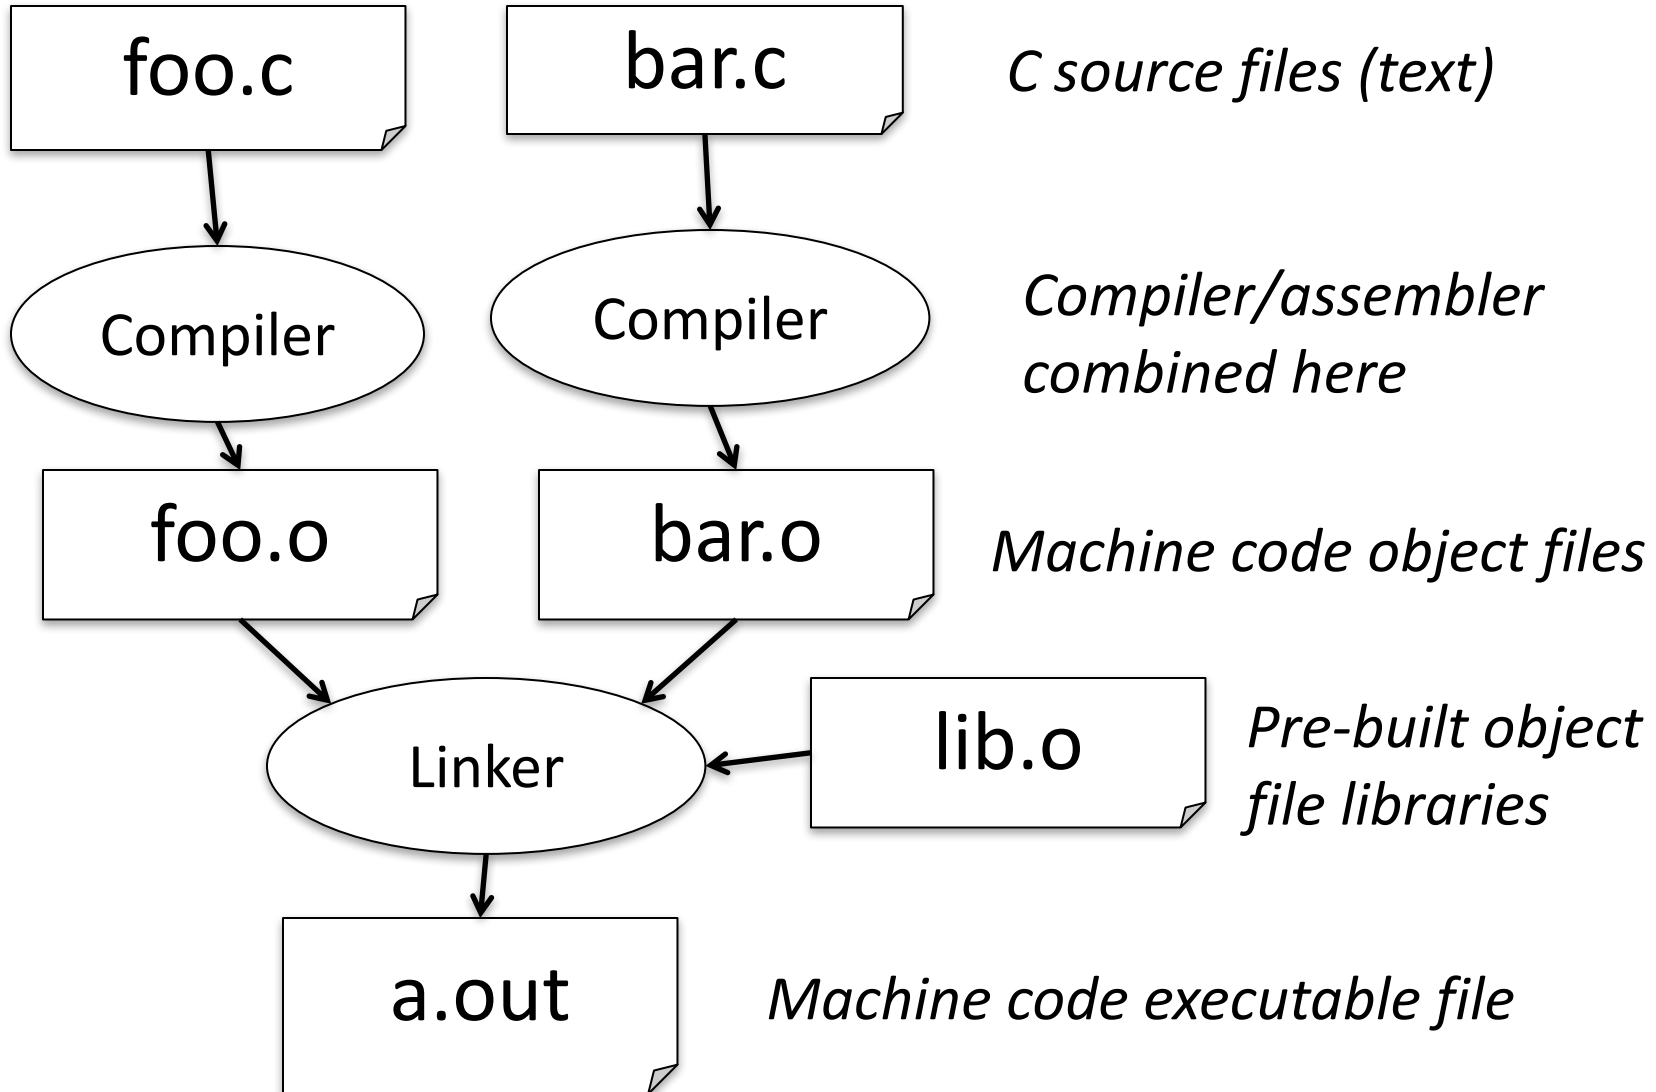 foo.c
bar.c
C source files (text)
Compiler
Compiler
Compiler/assembler
combined here
foo.o
bar.o
Machine code object files
Linker
lib.o
Pre-built object
file libraries
a.out
Machine code executable file